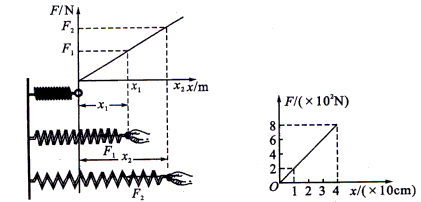 F/N
F₂
F₁
x₁ x₂ x/m
x₁
F₁ x₂
F₂
F/(×10²N)
8
6
4
2
O 1 2 3 4 x/(×10cm)